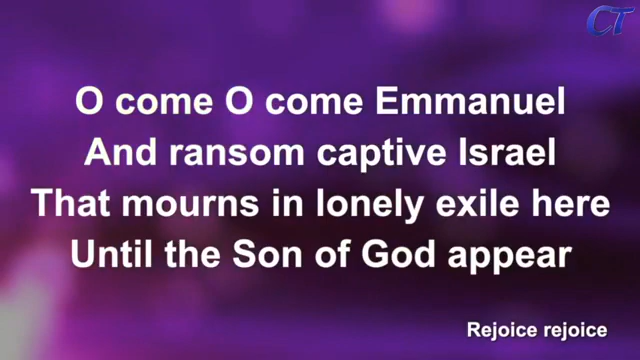 CT
O come O come Emmanuel
And ransom captive Israel
That mourns in lonely exile here
Until the Son of God appear
Rejoice rejoice